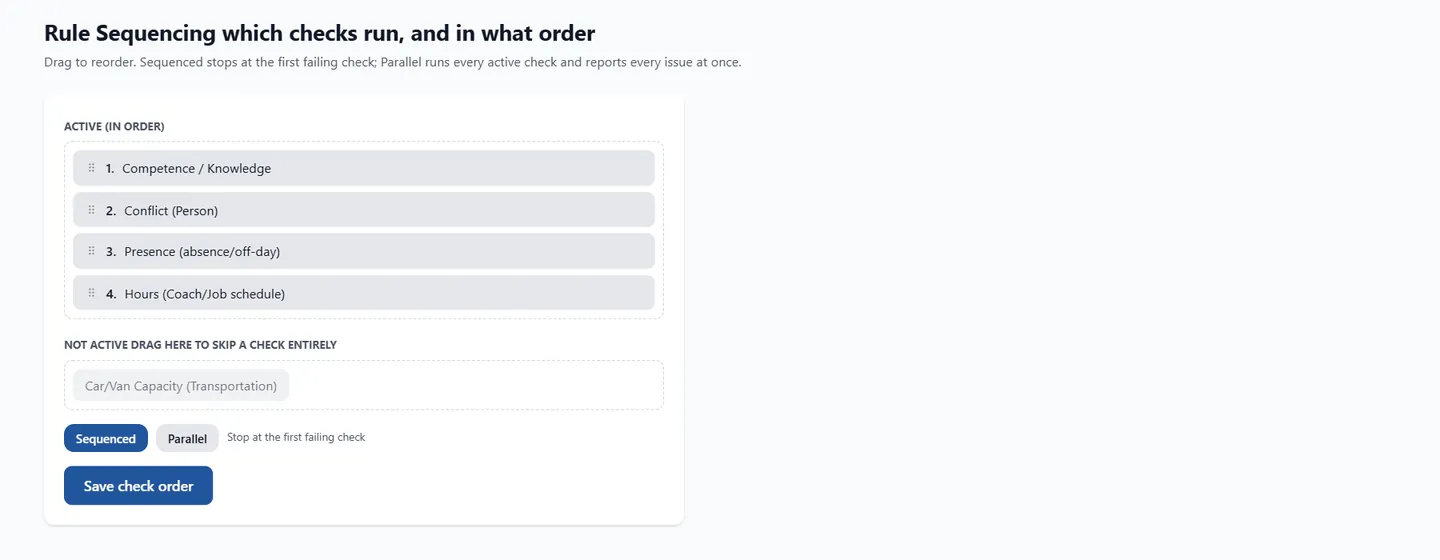 Rule Sequencing which checks run, and in what order
Drag to reorder. Sequenced stops at the first failing check; Parallel runs every active check and reports every issue at once.
ACTIVE (IN ORDER)
1. Competence / Knowledge
2. Conflict (Person)
3. Presence (absence/off-day)
4. Hours (Coach/Job schedule)
NOT ACTIVE DRAG HERE TO SKIP A CHECK ENTIRELY
Car/Van Capacity (Transportation)
Sequenced Parallel Stop at the first failing check
Save check order